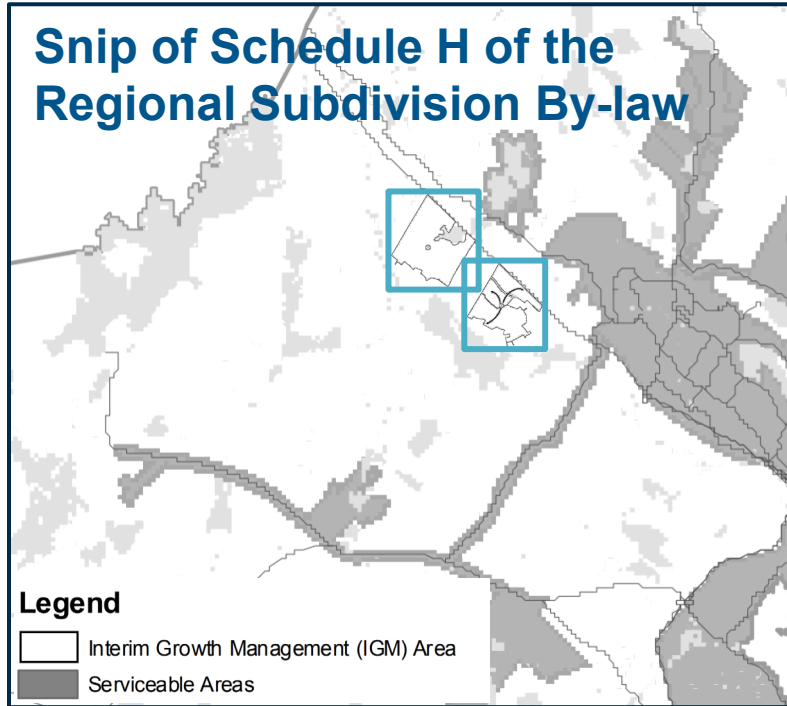 Snip of Schedule H of the
Regional Subdivision By-law
Legend
Interim Growth Management (IGM) Area
Serviceable Areas